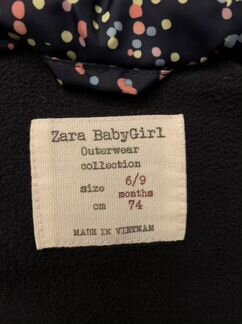 Zara BabyGirl
Outerwear
collection
size 6/9 months
cm 74
MADE IN VIETNAM